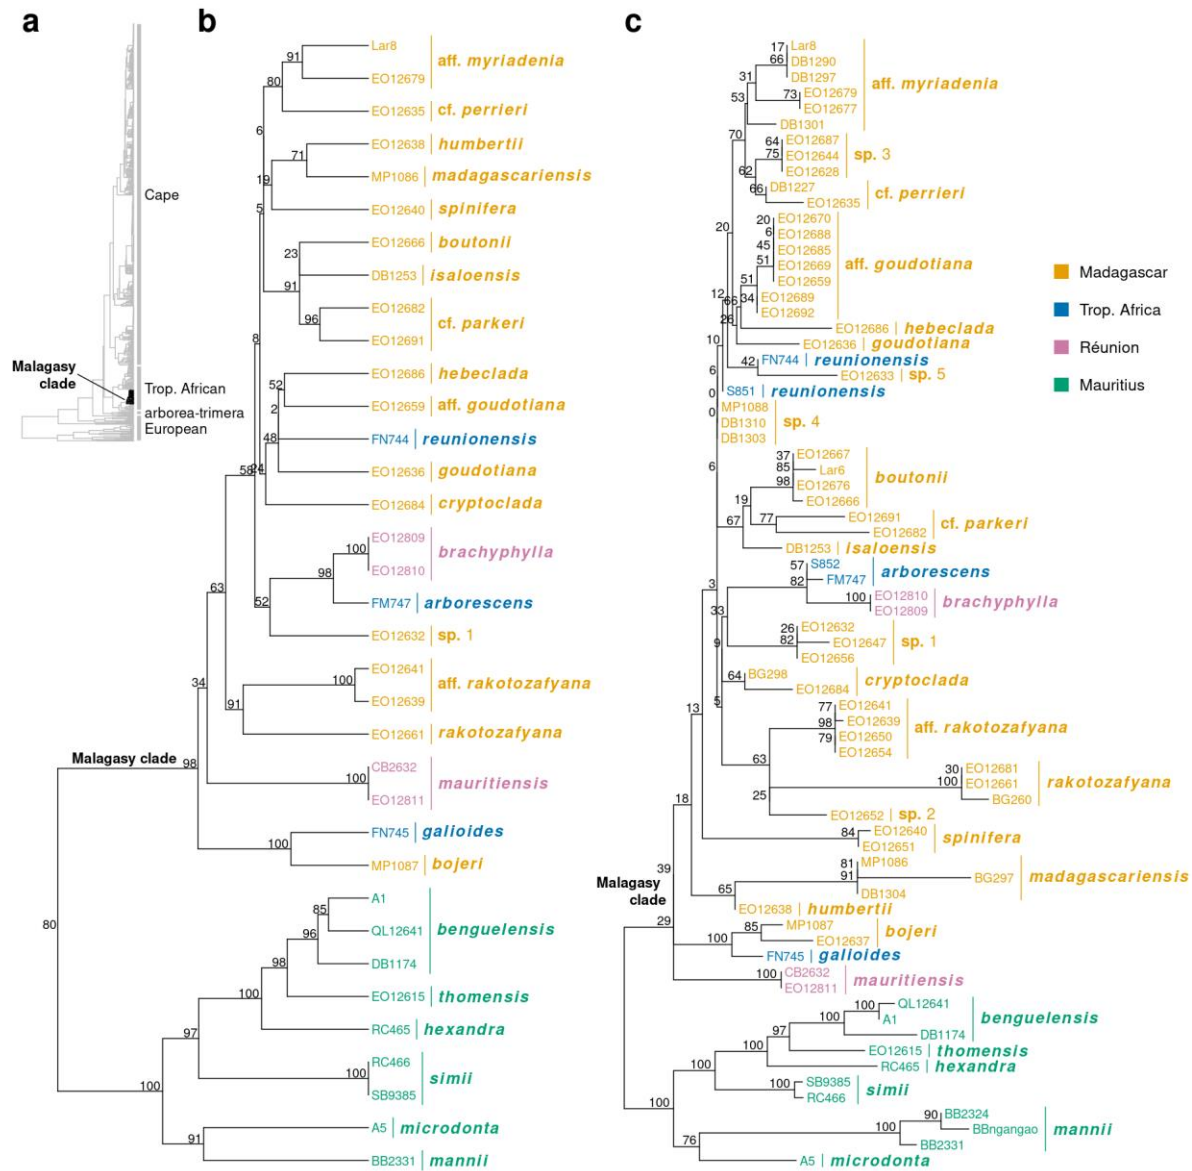 a
Cape
Malagasy
clade
Trop. African
arborea-trimera
European
b
Lar8
91
aff. myriadenia
80
EO12679
EO12635
cf. perrieri
6
EO12638
humbertii
71
19
MP1086
madagascariensis
EO12640
spinifera
5
EO12666
boutonii
23
DB1253
isaloensis
91
EO12682
96
cf. parkeri
EO12691
8
EO12686
hebeclada
52
EO12659
aff. goudotiana
2
FN744
reunionensis
48
EO12636
goudotiana
58
24
EO12684
cryptoclada
EO12809
100
brachyphylla
EO12810
98
FM747
arborescens
52
EO12632
sp. 1
63
EO12641
100
aff. rakotozafyana
EO12639
91
EO12661
rakotozafyana
34
CB2632
100
mauritiensis
EO12811
Malagasy clade
98
FN745
galioides
100
MP1087
bojeri
A1
85
QL12641
benguelensis
96
DB1174
98
EO12615
thomensis
100
RC465
hexandra
97
RC466
100
simii
SB9385
80
100
A5
microdonta
91
BB2331
mannii
c
17
Lar8
66
DB1290
DB1297
31
aff. myriadenia
73
EO12679
EO12677
53
DB1301
70
64
EO12687
75
EO12644
sp. 3
EO12628
62
66
DB1227
cf. perrieri
EO12635
20
20
EO12670
6
EO12688
45
EO12685
51
EO12669
aff. goudotiana
EO12659
51
34
EO12689
EO12692
12
66
26
EO12686
hebeclada
EO12636
goudotiana
10
42
FN744
reunionensis
EO12633
sp. 5
6
0
S851
reunionensis
0
MP1088
DB1310
sp. 4
DB1303
6
37
EO12667
85
Lar6
boutonii
98
EO12676
EO12666
19
67
77
EO12691
cf. parkeri
EO12682
DB1253
isaloensis
57
S852
arborescens
82
FM747
3
100
EO12810
brachyphylla
EO12809
33
26
EO12632
82
EO12647
sp. 1
EO12656
9
64
BG298
cryptoclada
EO12684
5
13
77
EO12641
98
EO12639
aff. rakotozafyana
79
EO12650
EO12654
63
30
EO12681
100
EO12661
rakotozafyana
BG260
25
EO12652
sp. 2
18
84
EO12640
spinifera
EO12651
39
81
MP1086
91
BG297
madagascariensis
DB1304
65
EO12638
humbertii
Malagasy
clade
29
85
MP1087
bojeri
EO12637
100
FN745
galioides
100
CB2632
mauritiensis
EO12811
100
QL12641
A1
benguelensis
100
DB1174
97
EO12615
thomensis
100
RC465
hexandra
100
100
SB9385
simii
RC466
100
90
BB2324
BBngangao
mannii
100
BB2331
76
A5
microdonta
Madagascar
Trop. Africa
Réunion
Mauritius